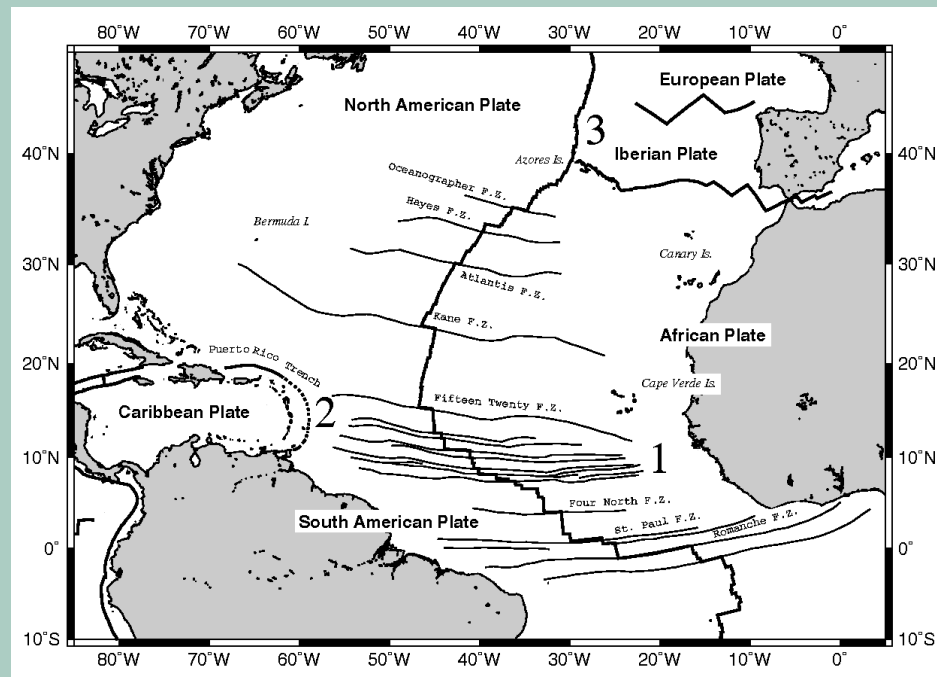 80°W 70°W 60°W 50°W 40°W 30°W 20°W 10°W 0°
European Plate
North American Plate
3
40°N 40°N
Azores Is.
Iberian Plate
Oceanographer F.Z.
Hayes F.Z.
Bermuda I.
Canary Is.
30°N 30°N
Atlantis F.Z.
Kane F.Z.
African Plate
Puerto Rico Trench
20°N 20°N
Cape Verde Is.
Fifteen Twenty F.Z.
Caribbean Plate
2
1
10°N 10°N
Four North F.Z.
South American Plate
St. Paul F.Z.
Romanche F.Z.
0° 0°
10°S 10°S
80°W 70°W 60°W 50°W 40°W 30°W 20°W 10°W 0°